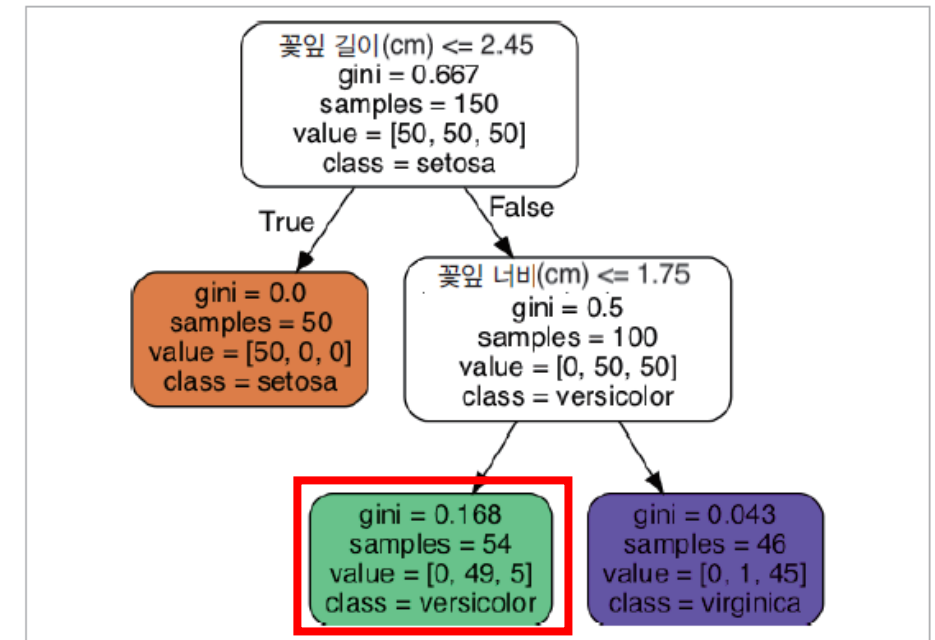 꽃잎 길이(cm) <= 2.45
gini = 0.667
samples = 150
value = [50, 50, 50]
class = setosa
True
False
gini = 0.0
samples = 50
value = [50, 0, 0]
class = setosa
꽃잎 너비(cm) <= 1.75
gini = 0.5
samples = 100
value = [0, 50, 50]
class = versicolor
gini = 0.168
samples = 54
value = [0, 49, 5]
class = versicolor
gini = 0.043
samples = 46
value = [0, 1, 45]
class = virginica